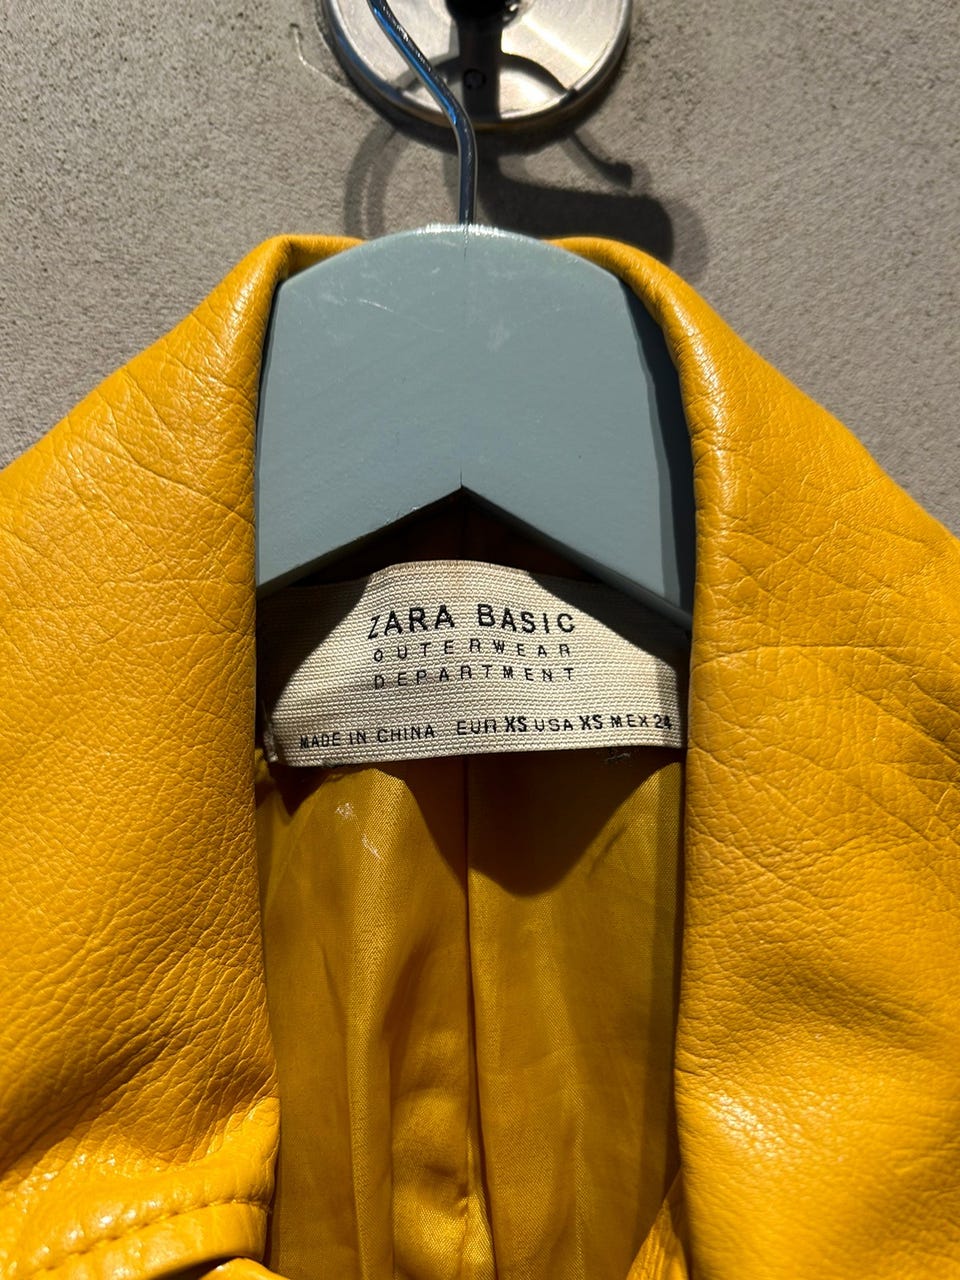 ZARA BASIC
OUTERWEAR
DEPARTMENT
MADE IN CHINA EUR XS USA XS MEX 24